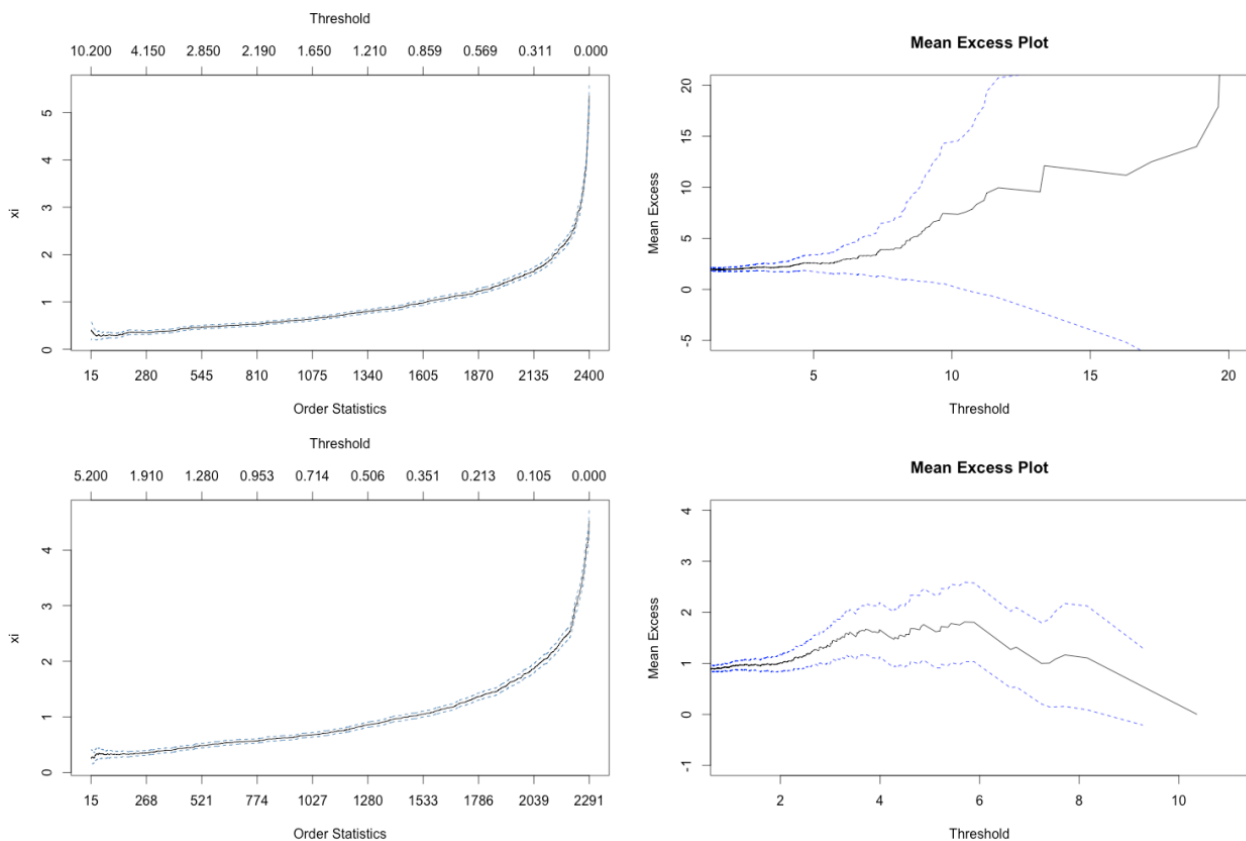 Threshold
10.200 4.150 2.850 2.190 1.650 1.210 0.859 0.569 0.311 0.000
xi
0 1 2 3 4 5
15 280 545 810 1075 1340 1605 1870 2135 2400
Order Statistics
Mean Excess Plot
Mean Excess
-5 0 5 10 15 20
5 10 15 20
Threshold
Threshold
5.200 1.910 1.280 0.953 0.714 0.506 0.351 0.213 0.105 0.000
xi
0 1 2 3 4
15 268 521 774 1027 1280 1533 1786 2039 2291
Order Statistics
Mean Excess Plot
Mean Excess
-1 0 1 2 3 4
2 4 6 8 10
Threshold